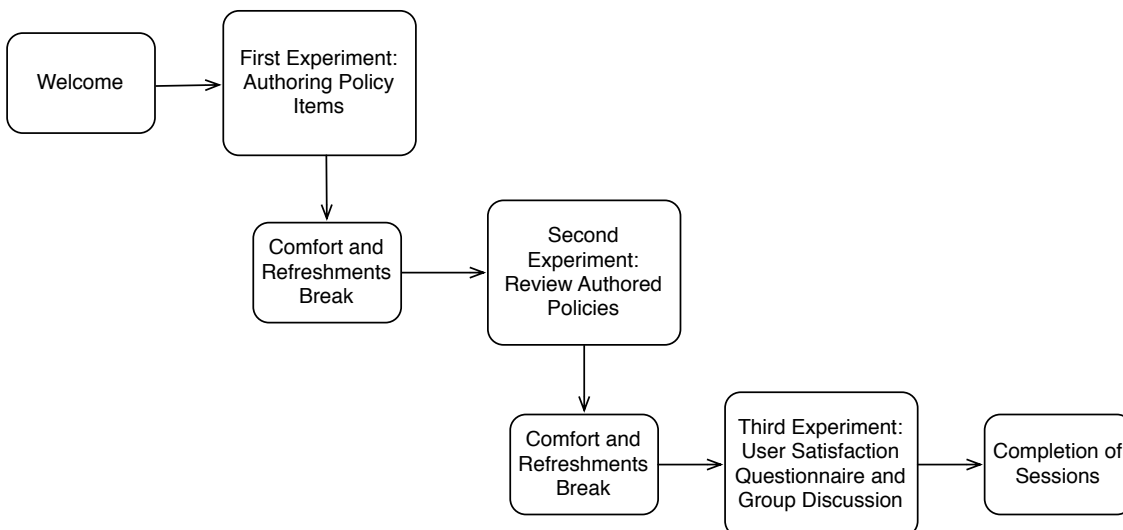 Welcome
First Experiment:
Authoring Policy
Items
Comfort and
Refreshments
Break
Second
Experiment:
Review Authored
Policies
Comfort and
Refreshments
Break
Third Experiment:
User Satisfaction
Questionnaire and
Group Discussion
Completion of
Sessions